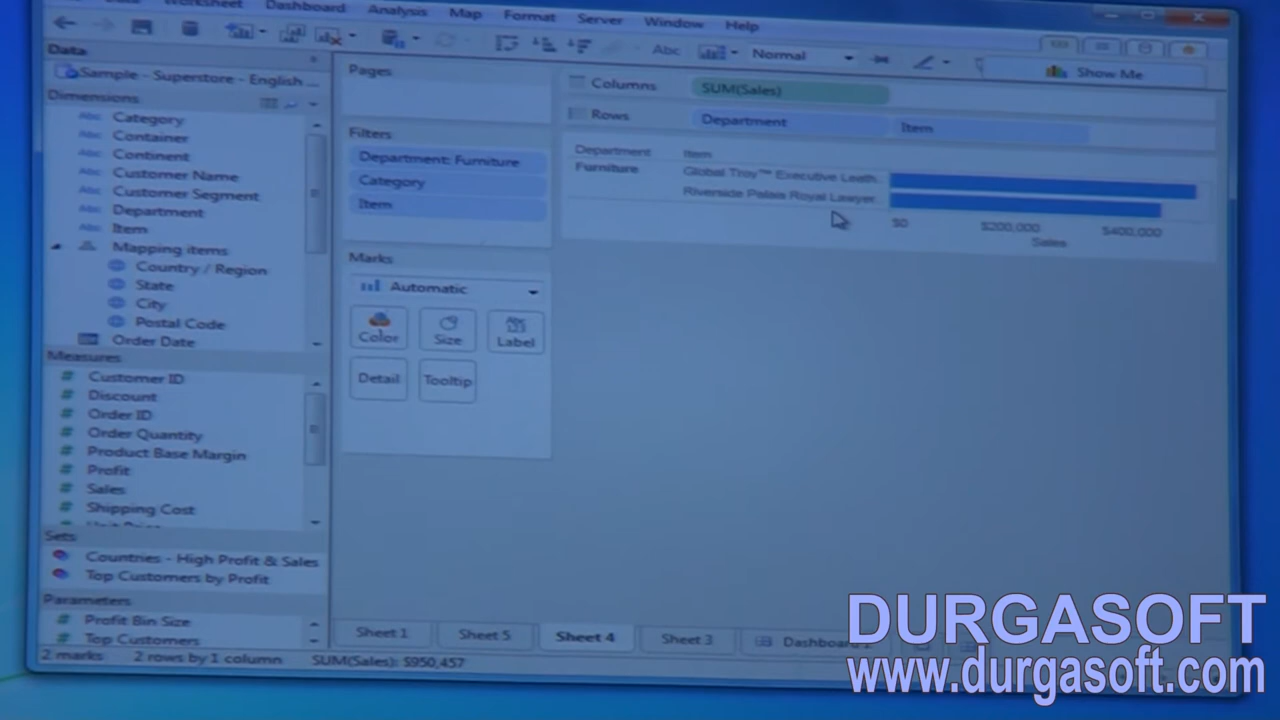 Worksheet Dashboard Analysis Map Format Server Window Help
Abc Normal Show Me
Data
Sample - Superstore - English ...
Dimensions
Abc Category
Abc Container
Abc Continent
Abc Customer Name
Abc Customer Segment
Abc Department
Abc Item
Mapping items
Country / Region
State
City
Postal Code
Order Date
Measures
Customer ID
Discount
Order ID
Order Quantity
Product Base Margin
Profit
Sales
Shipping Cost
Unit Price
Sets
Countries - High Profit & Sales
Top Customers by Profit
Parameters
Profit Bin Size
Top Customers
Pages
Filters
Department: Furniture
Category
Item
Marks
Automatic
Color Size Abc 123 Label
Detail Tooltip
Columns SUM(Sales)
Rows Department Item
Department Item
Furniture Global Troy™ Executive Leath..
Riverside Palais Royal Lawyer..
$0 $200,000 $400,000
Sales
Sheet 1 Sheet 5 Sheet 4 Sheet 3 Dashboard
2 marks 2 rows by 1 column SUM(Sales): $950,457
DURGASOFT
www.durgasoft.com